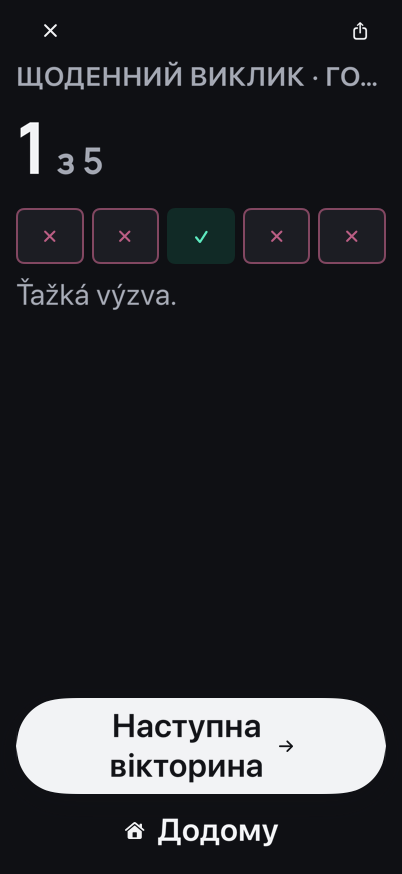 ЩОДЕННИЙ ВИКЛИК · ГО...
1 з 5
Ťažká výzva.
Наступна
вікторина
Додому